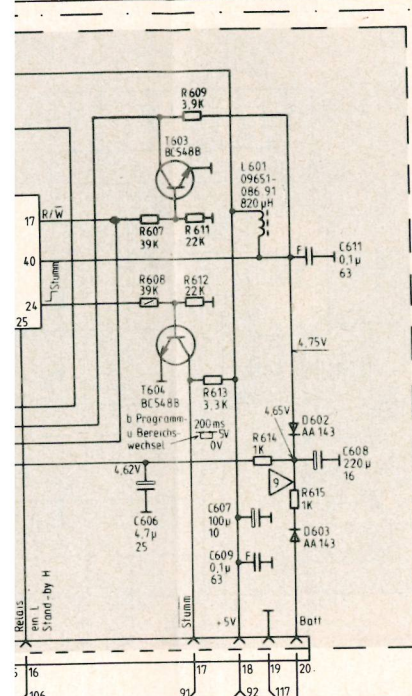 R609
3,9K
T603
BC548B
L601
09651-
086.91
820µH
17
R/W
R607
39K
R611
22K
F
C611
0,1µ
63
40
Stumm
R608
39K
R612
22K
24
25
4,75V
T604
BC548B
R613
3,3K
b Programm-
u Bereichs-
wechsel
200ms
5V
0V
4,65V
D602
AA143
R614
1K
C608
220µ
16
4,62V
9
R615
1K
C606
4,7µ
25
C607
100µ
10
D603
AA143
C609
0,1µ
63
F
Relais
ein L
Stand-by H
Stumm
+5V
Batt
16
17
18
19
20
106
91
92
117